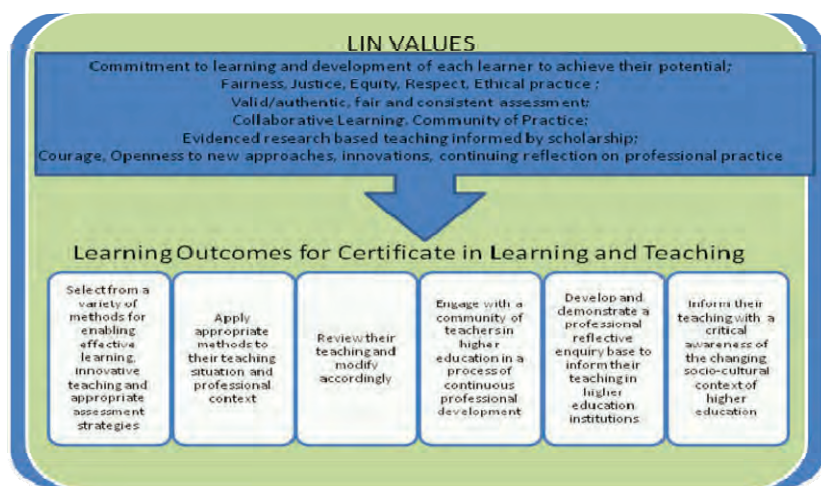 LIN VALUES
Commitment to learning and development of each learner to achieve their potential;
Fairness, Justice, Equity, Respect, Ethical practice ;
Valid/authentic, fair and consistent assessment;
Collaborative Learning, Community of Practice;
Evidenced research based teaching informed by scholarship;
Courage, Openness to new approaches, innovations, continuing reflection on professional practice
Learning Outcomes for Certificate in Learning and Teaching
Select from a
variety of
methods for
enabling
effective
learning,
innovative
teaching and
appropriate
assessment
strategies
Apply
appropriate
methods to
their teaching
situation and
professional
context
Review their
teaching and
modify
accordingly
Engage with a
community of
teachers in
higher
education in a
process of
continuous
professional
development
Develop and
demonstrate a
professional
reflective
enquiry base to
inform their
teaching in
higher
education
institutions
Inform their
teaching with a
critical
awareness of
the changing
socio-cultural
context of
higher
education